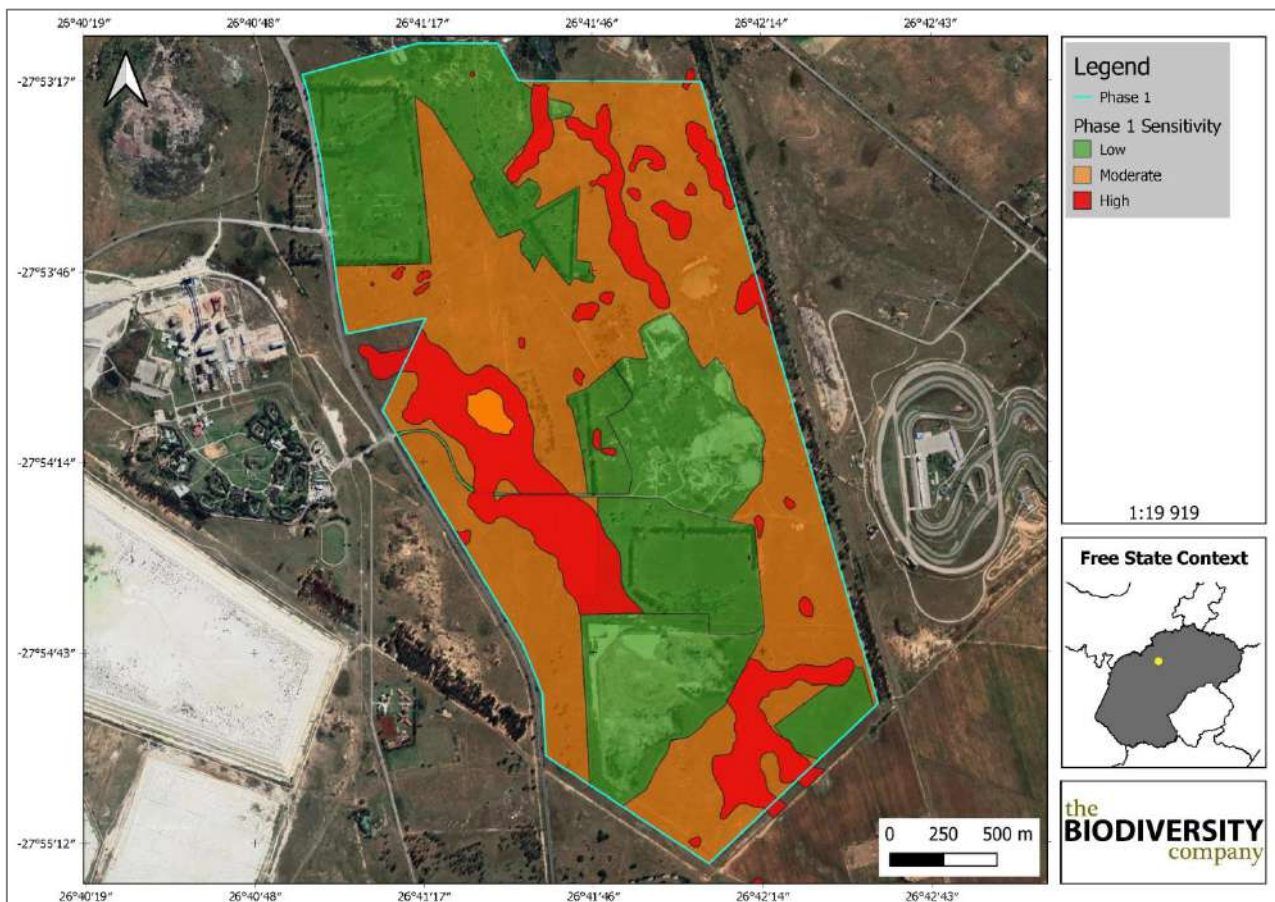 26°40′19″ 26°40′48″ 26°41′17″ 26°41′46″ 26°42′14″ 26°42′43″
-27°53′17″
-27°53′46″
-27°54′14″
-27°54′43″
-27°55′12″
26°40′19″ 26°40′48″ 26°41′17″ 26°41′46″ 26°42′14″ 26°42′43″
0 250 500 m
Legend
Phase 1
Phase 1 Sensitivity
Low
Moderate
High
1:19 919
Free State Context
the
BIODIVERSITY
company